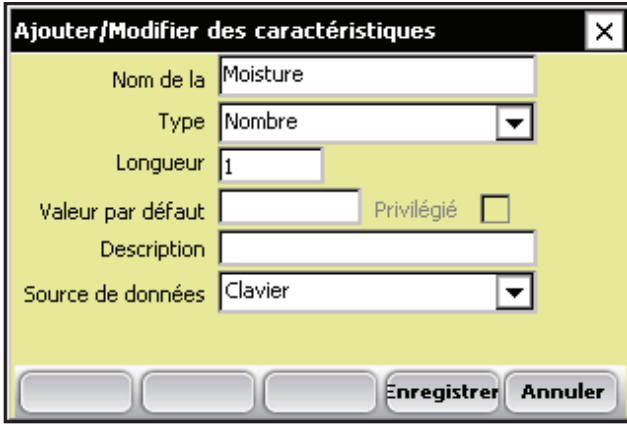 Ajouter/Modifier des caractéristiques
Nom de la Moisture
Type Nombre
Longueur 1
Valeur par défaut Privilégié
Description
Source de données Clavier
Enregistrer Annuler